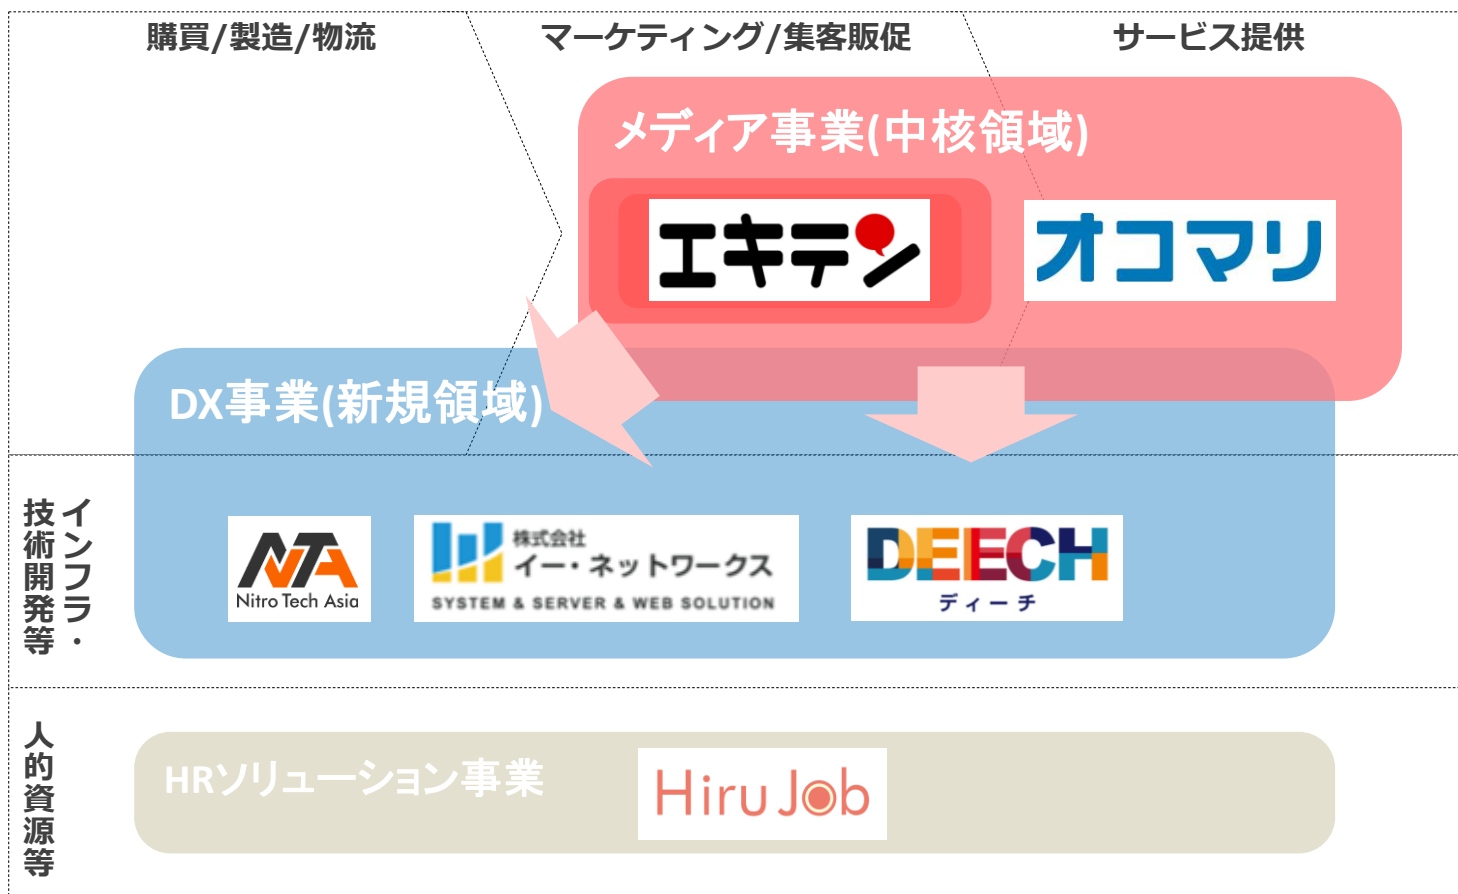 購買/製造/物流
マーケティング/集客販促
サービス提供
メディア事業(中核領域)
エキテン
オコマリ
DX事業(新規領域)
インフラ・
技術開発等
NTA
Nitro Tech Asia
株式会社
イー・ネットワークス
SYSTEM & SERVER & WEB SOLUTION
DEECH
ディーチ
人的資源等
HRソリューション事業
Hiru Job